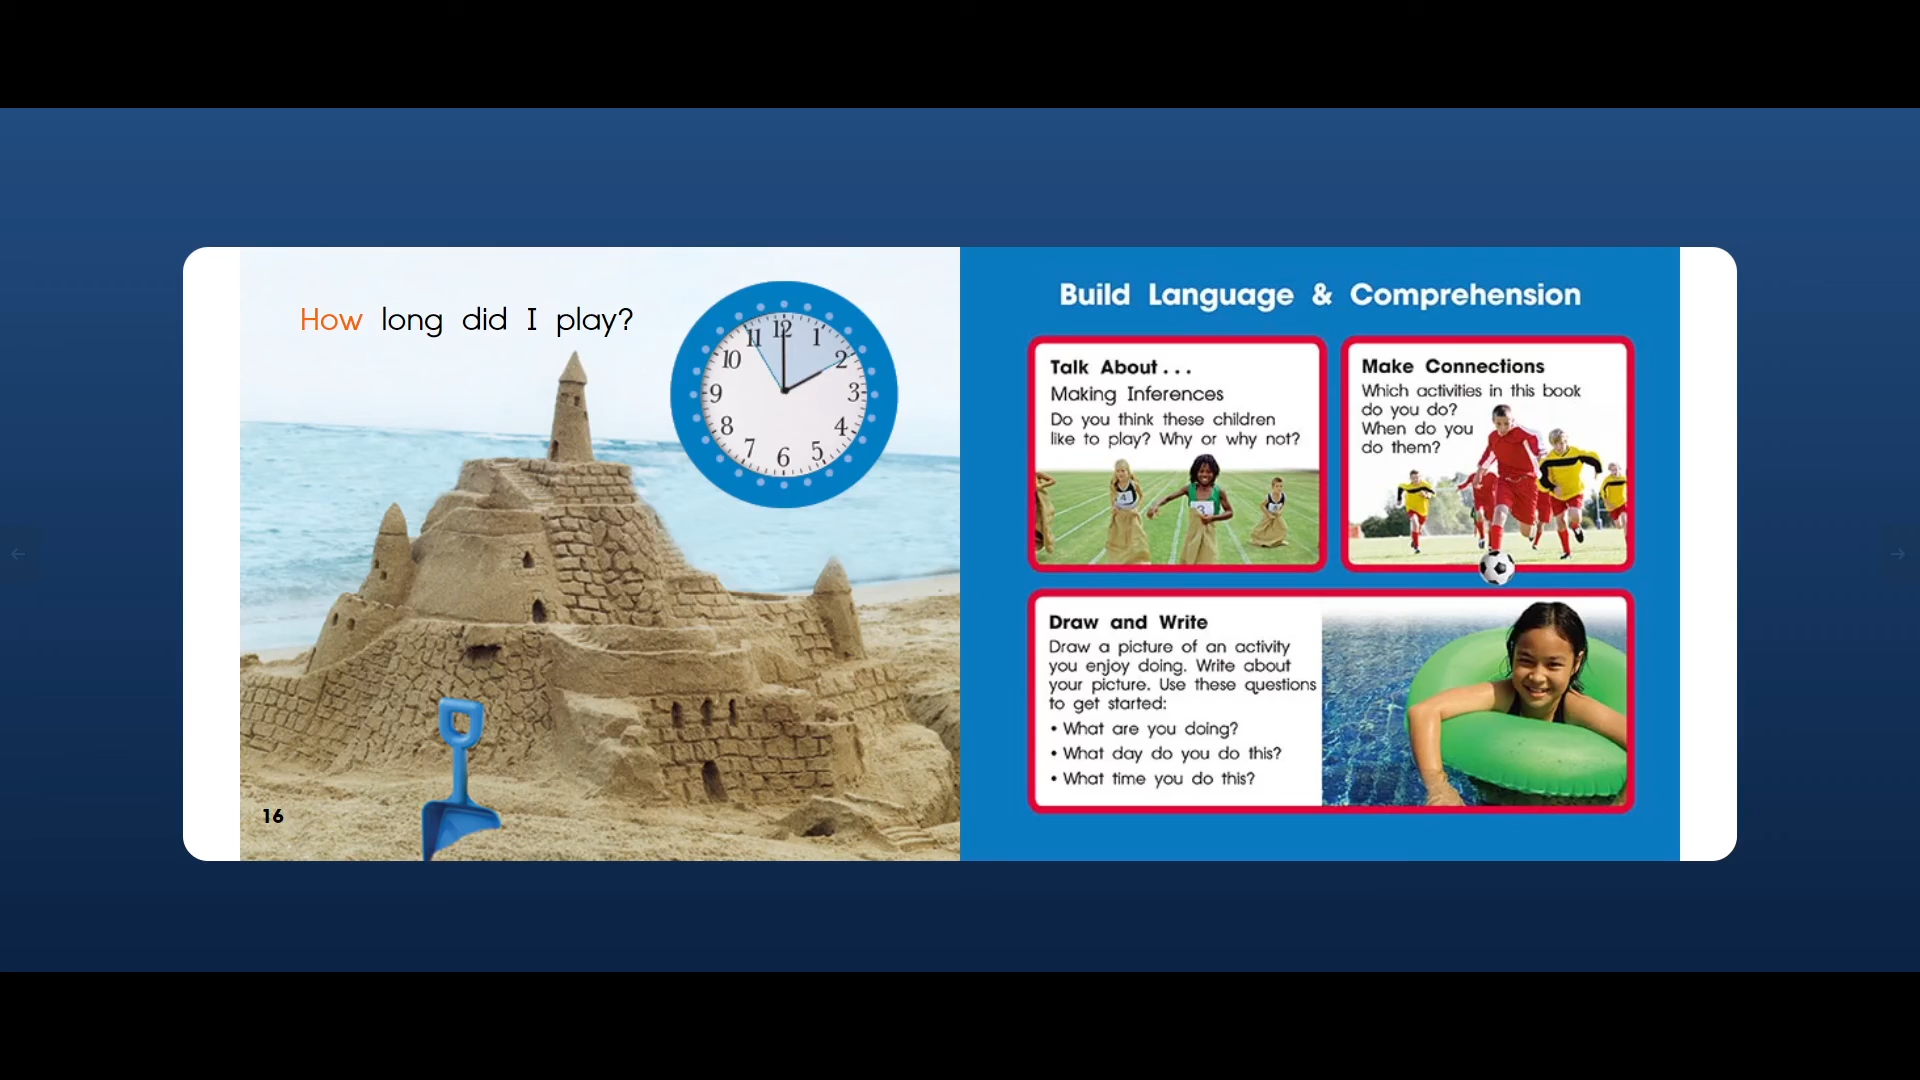 How long did I play?
11 12 1
10 2
9 3
8 4
7 6 5
16
Build Language & Comprehension
Talk About . . .
Making Inferences
Do you think these children
like to play? Why or why not?
4
3
Make Connections
Which activities in this book
do you do?
When do you
do them?
Draw and Write
Draw a picture of an activity
you enjoy doing. Write about
your picture. Use these questions
to get started:
• What are you doing?
• What day do you do this?
• What time you do this?